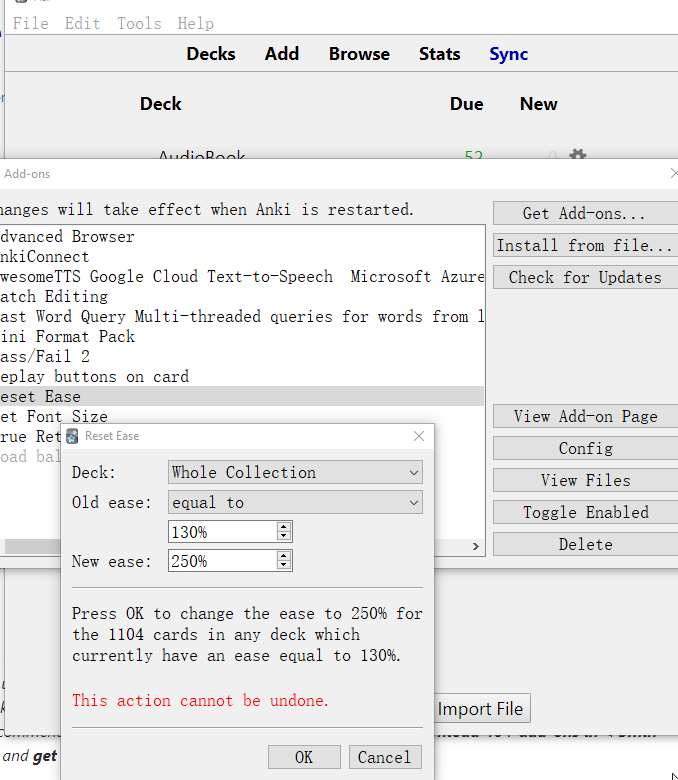 File Edit Tools Help
Decks Add Browse Stats Sync
Deck Due New
AudioBook 52 0
Add-ons
hanges will take effect when Anki is restarted.
Get Add-ons...
dvanced Browser
Install from file...
nkiConnect
wesomeTTS Google Cloud Text-to-Speech Microsoft Azure
Check for Updates
atch Editing
ast Word Query Multi-threaded queries for words from l
ini Format Pack
ass/Fail 2
eplay buttons on card
eset Ease
et Font Size
View Add-on Page
rue Ret
oad bal
Config
View Files
Toggle Enabled
Delete
Reset Ease
Deck: Whole Collection
Old ease: equal to
130%
New ease: 250%
Press OK to change the ease to 250% for
the 1104 cards in any deck which
currently have an ease equal to 130%.
This action cannot be undone.
Import File
commen
and get
OK Cancel